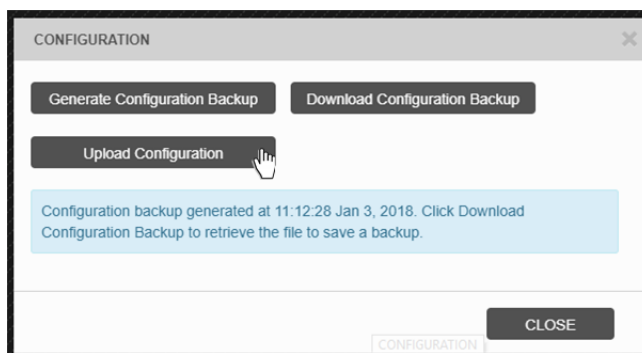 CONFIGURATION
Generate Configuration Backup
Download Configuration Backup
Upload Configuration
Configuration backup generated at 11:12:28 Jan 3, 2018. Click Download
Configuration Backup to retrieve the file to save a backup.
CLOSE
CONFIGURATION